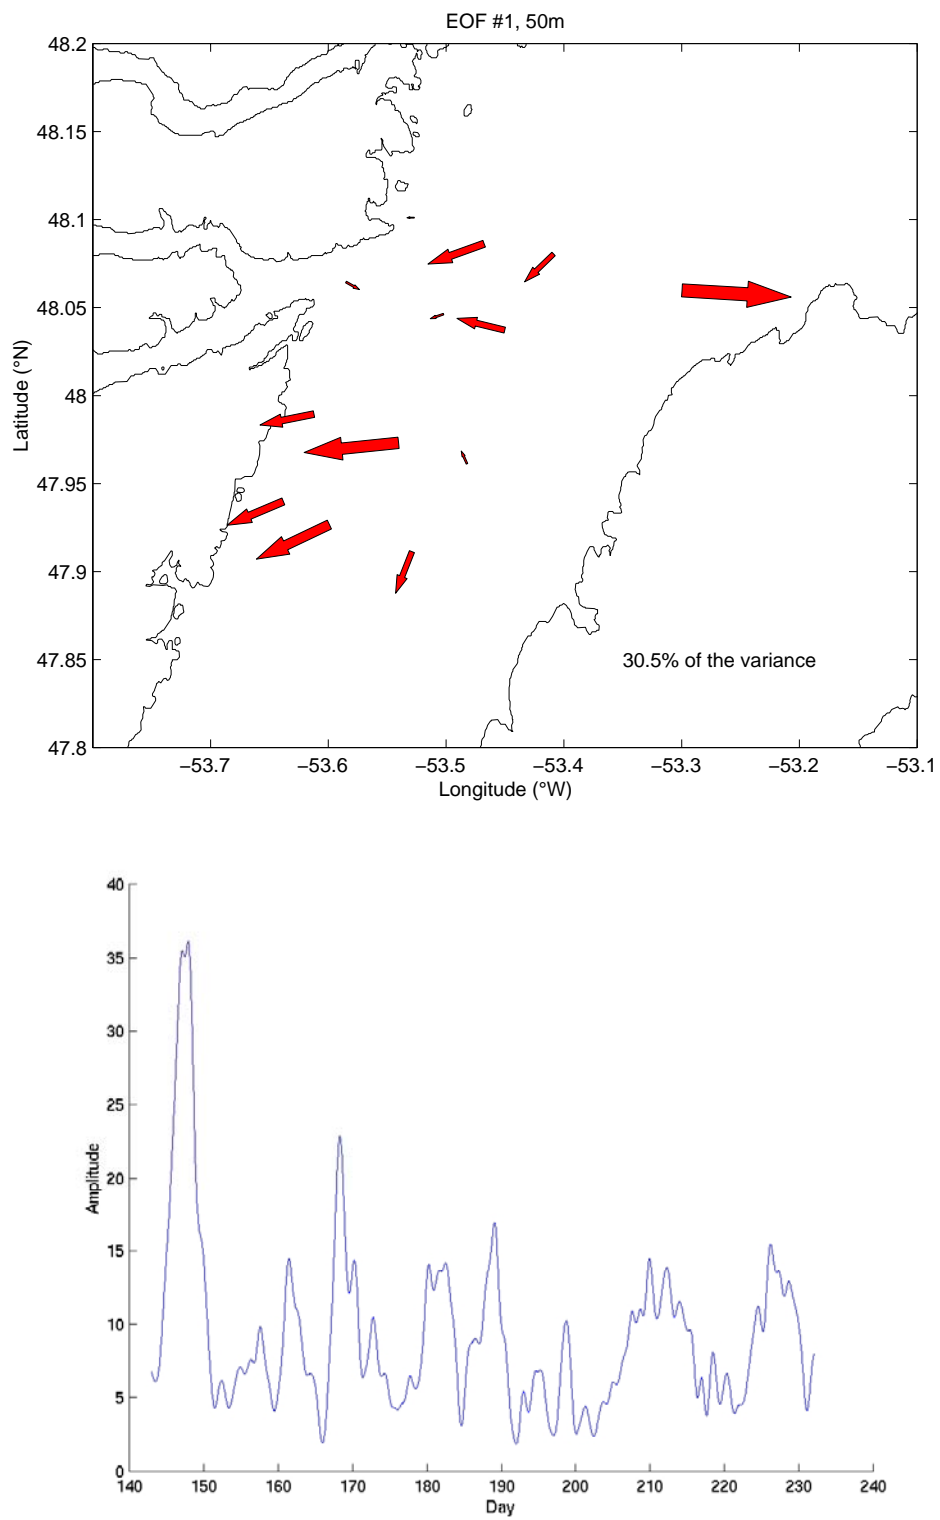 EOF #1, 50m
48.2
48.15
48.1
48.05
48
47.95
47.9
47.85
47.8
Latitude (°N)
30.5% of the variance
−53.7 −53.6 −53.5 −53.4 −53.3 −53.2 −53.1
Longitude (°W)
40
35
30
25
20
15
10
5
0
Amplitude
140 150 160 170 180 190 200 210 220 230 240
Day